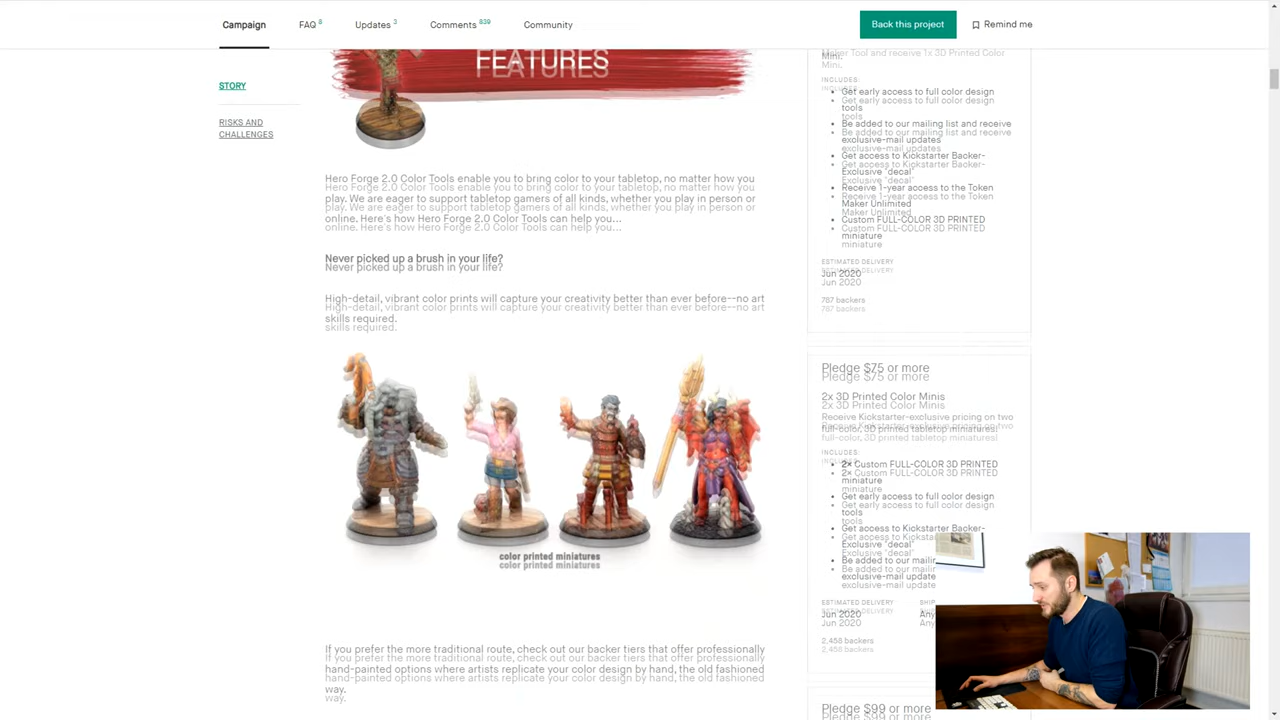 Campaign
FAQ 8
Updates 3
Comments 839
Community
Back this project
Remind me
STORY
RISKS AND
CHALLENGES
FEATURES
Hero Forge 2.0 Color Tools enable you to bring color to your tabletop, no matter how you
play. We are eager to support tabletop gamers of all kinds, whether you play in person or
online. Here's how Hero Forge 2.0 Color Tools can help you...
Never picked up a brush in your life?
High-detail, vibrant color prints will capture your creativity better than ever before--no art
skills required.
color printed miniatures
If you prefer the more traditional route, check out our backer tiers that offer professionally
hand-painted options where artists replicate your color design by hand, the old fashioned
way.
Maker Tool and receive 1x 3D Printed Color
Mini.
INCLUDES:
Get early access to full color design
tools
Be added to our mailing list and receive
exclusive-mail updates
Get access to Kickstarter Backer-
Exclusive "decal"
Receive 1-year access to the Token
Maker Unlimited
Custom FULL-COLOR 3D PRINTED
miniature
ESTIMATED DELIVERY
Jun 2020
787 backers
Pledge $75 or more
2x 3D Printed Color Minis
Receive Kickstarter-exclusive pricing on two
full-color, 3D printed tabletop miniatures!
INCLUDES:
2× Custom FULL-COLOR 3D PRINTED
miniature
Get early access to full color design
tools
Get access to Kickstarter Backer-
Exclusive "decal"
Be added to our mailin
exclusive-mail update
ESTIMATED DELIVERY
SHIP
Jun 2020
Any
2,458 backers
Pledge $99 or more